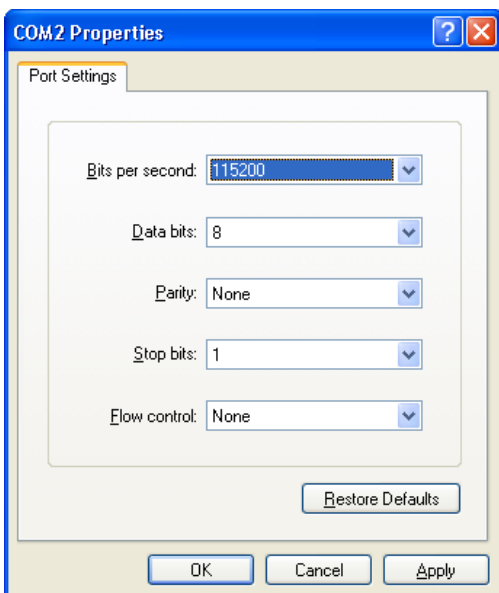 COM2 Properties
Port Settings
Bits per second: 115200
Data bits: 8
Parity: None
Stop bits: 1
Flow control: None
Restore Defaults
OK Cancel Apply